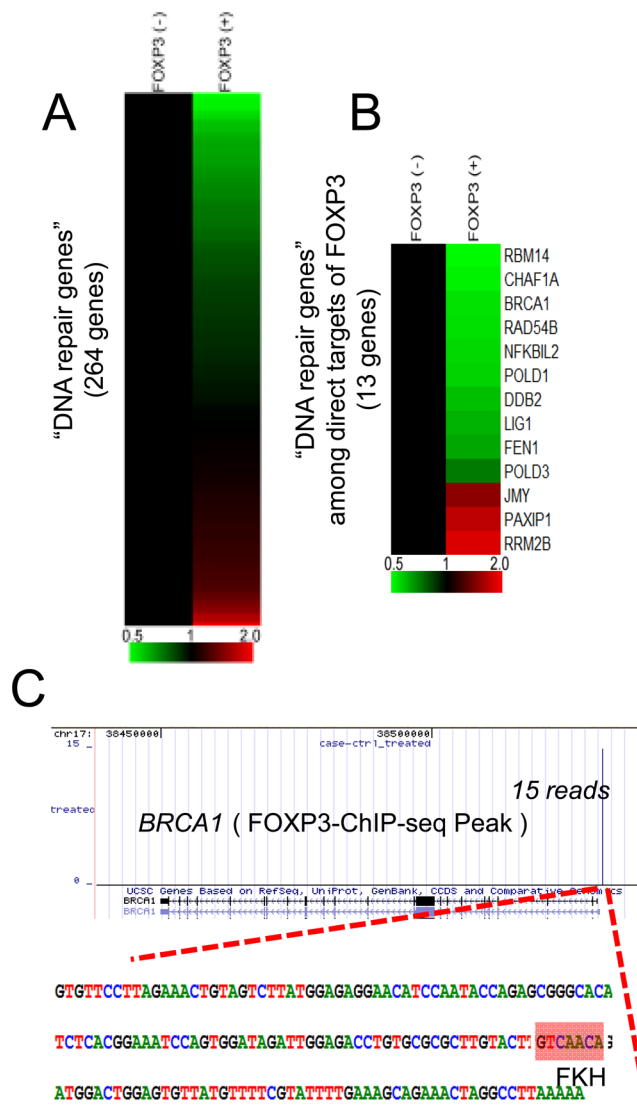 A
FOXP3 (-)
FOXP3 (+)
"DNA repair genes"
(264 genes)
0.5 1 2.0
B
FOXP3 (-)
FOXP3 (+)
"DNA repair genes"
among direct targets of FOXP3
(13 genes)
RBM14
CHAF1A
BRCA1
RAD54B
NFKBIL2
POLD1
DDB2
LIG1
FEN1
POLD3
JMY
PAXIP1
RRM2B
0.5 1 2.0
C
chr17: 38450000 38500000
15 _ case-ctrl_treated
15 reads
treated
BRCA1 ( FOXP3-ChIP-seq Peak )
0 _
UCSC Genes Based on RefSeq, UniProt, GenBank, CCDS and Comparative Genomics
BRCA1
BRCA1
GTGTTCCTTAGAAACTGTAGTCTTATGGAGAGGAACATCCAATACCAGAGCGGGCACA
TCTCACGGAAATCCAGTGGATAGATTGGAGACCTGTGCGCGCTTGTACTTGTCAACAG
FKH
ATGGACTGGAGTGTTATGTTTTCGTATTTTGAAAGCAGAAACTAGGCCTTAAAAA